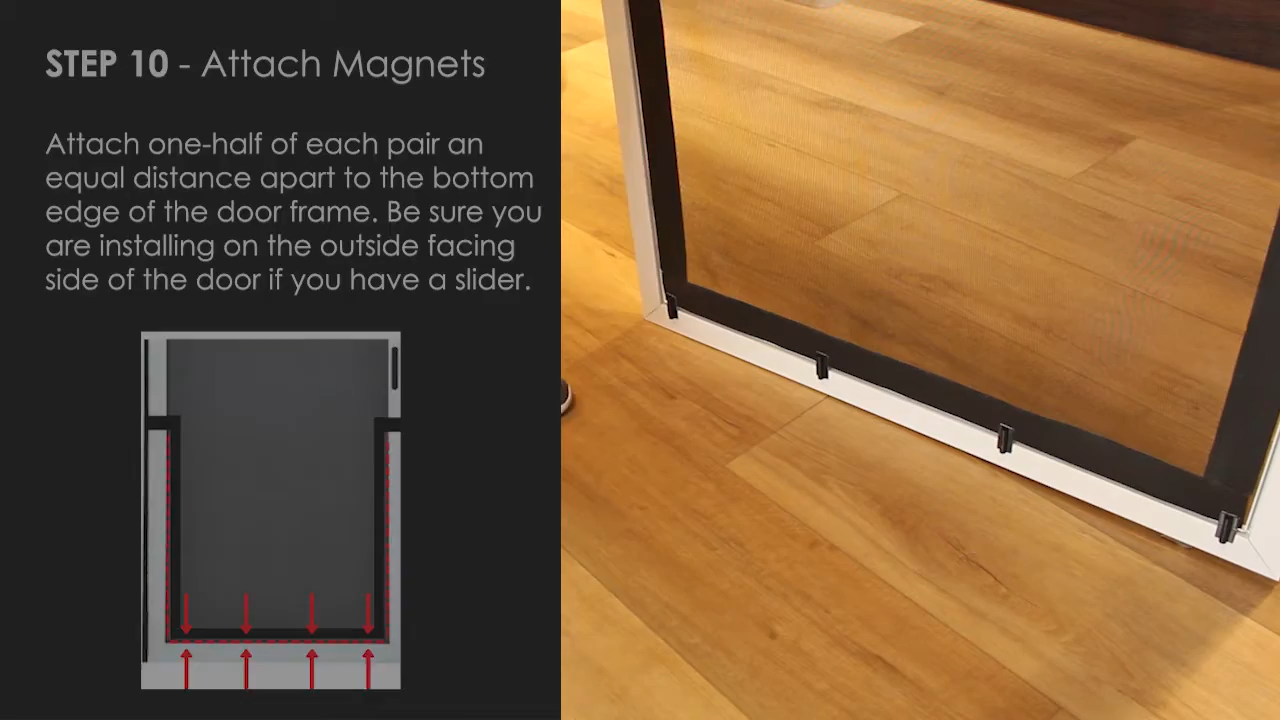 STEP 10 - Attach Magnets
Attach one-half of each pair an
equal distance apart to the bottom
edge of the door frame. Be sure you
are installing on the outside facing
side of the door if you have a slider.